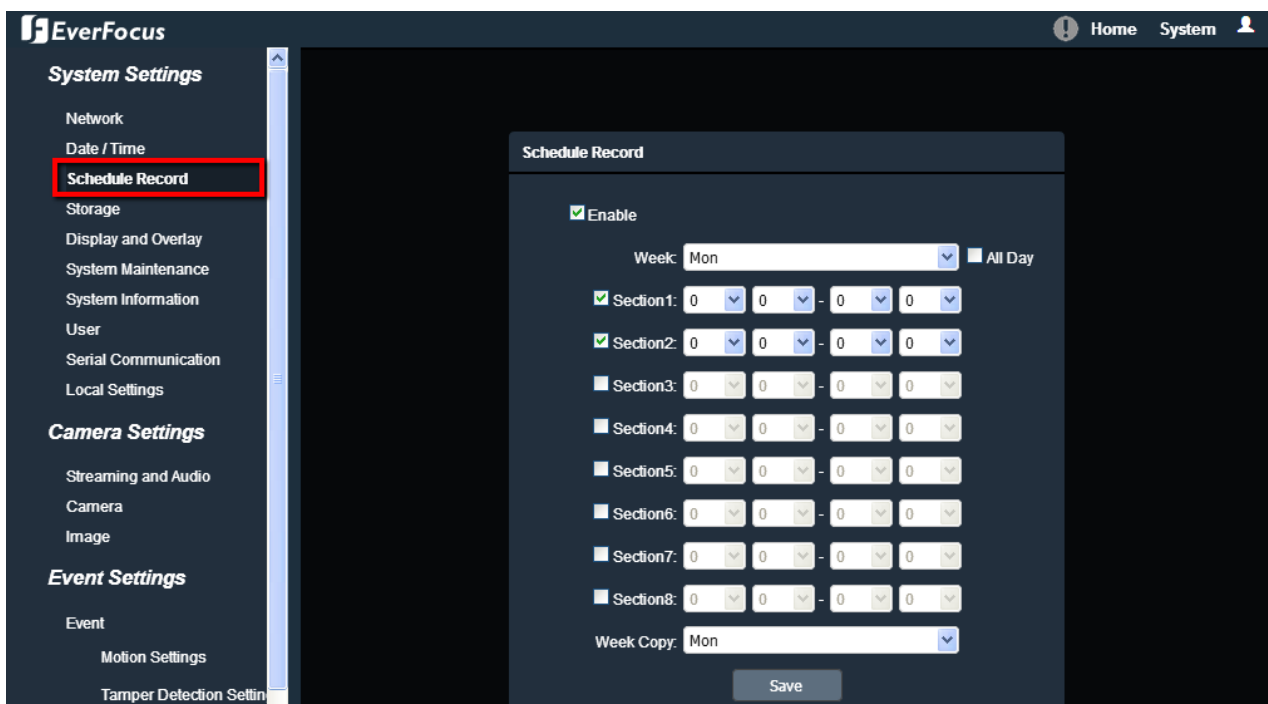 EverFocus
Home System
System Settings
Network
Date / Time
Schedule Record
Storage
Display and Overlay
System Maintenance
System Information
User
Serial Communication
Local Settings
Camera Settings
Streaming and Audio
Camera
Image
Event Settings
Event
Motion Settings
Tamper Detection Settin
Schedule Record
Enable
Week: Mon All Day
Section1: 0 0 - 0 0
Section2: 0 0 - 0 0
Section3: 0 0 - 0 0
Section4: 0 0 - 0 0
Section5: 0 0 - 0 0
Section6: 0 0 - 0 0
Section7: 0 0 - 0 0
Section8: 0 0 - 0 0
Week Copy: Mon
Save